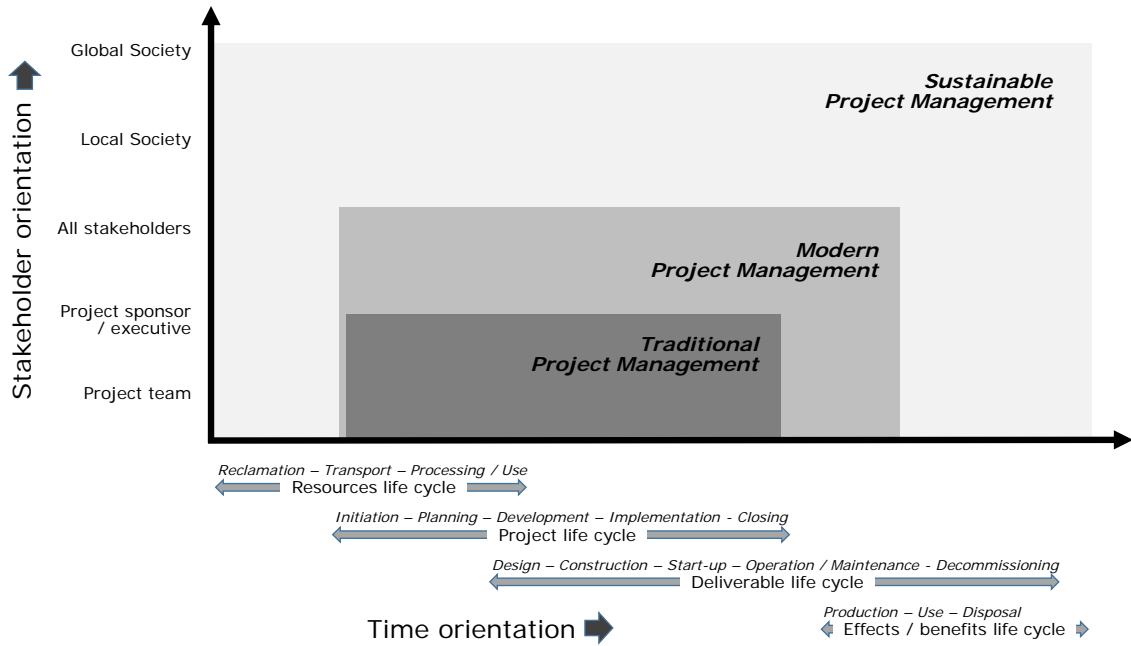 Global Society
Local Society
All stakeholders
Project sponsor
/ executive
Project team
Stakeholder orientation
Sustainable
Project Management
Modern
Project Management
Traditional
Project Management
Reclamation – Transport – Processing / Use
Resources life cycle
Initiation – Planning – Development – Implementation - Closing
Project life cycle
Design – Construction – Start-up – Operation / Maintenance - Decommissioning
Deliverable life cycle
Production – Use – Disposal
Effects / benefits life cycle
Time orientation